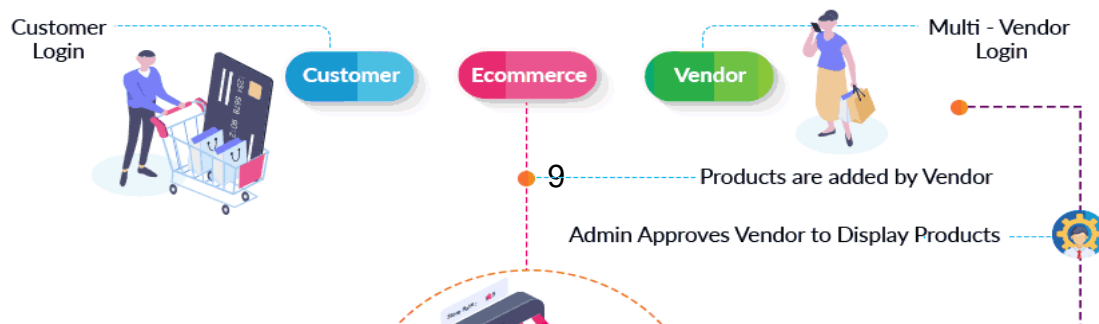 Customer
Login
Customer
Ecommerce
Vendor
Multi - Vendor
Login
9
Products are added by Vendor
Admin Approves Vendor to Display Products